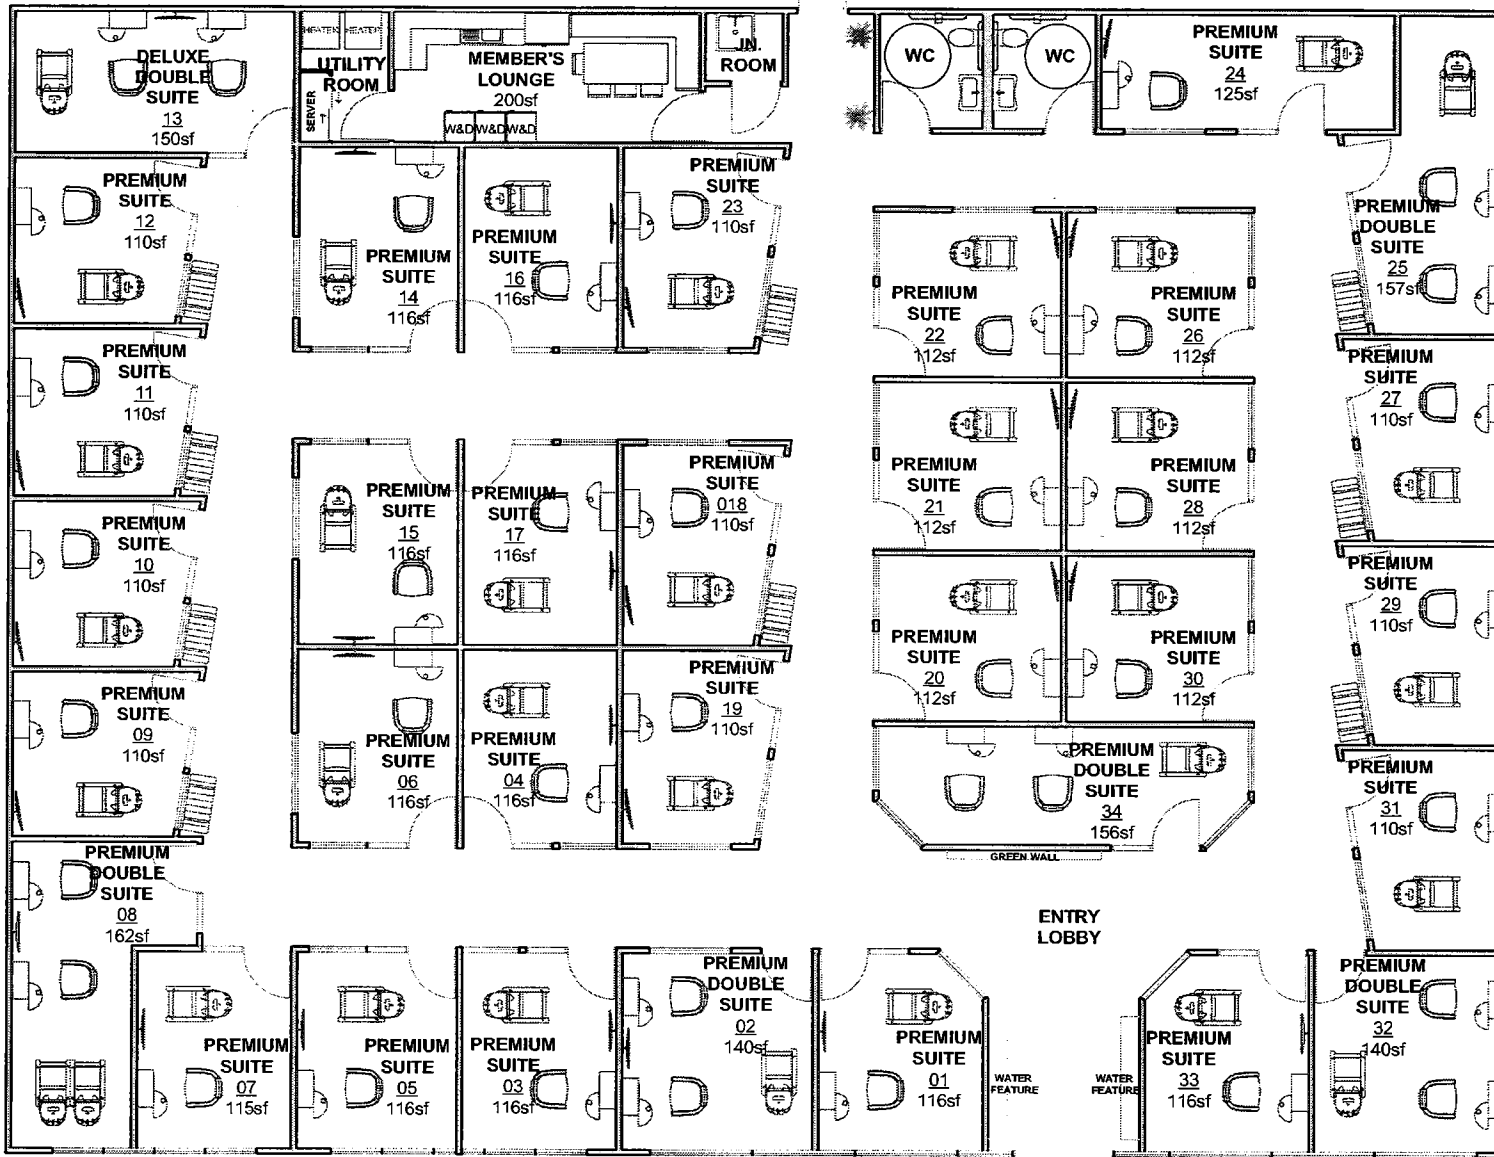 DELUXE
DOUBLE
SUITE
13
150sf
HEATER
HEATER
UTILITY
ROOM
SERVER
MEMBER'S
LOUNGE
200sf
W&D
W&D
W&D
JN.
ROOM
WC
WC
PREMIUM
SUITE
24
125sf
PREMIUM
SUITE
12
110sf
PREMIUM
SUITE
14
116sf
PREMIUM
SUITE
16
116sf
PREMIUM
SUITE
23
110sf
PREMIUM
SUITE
22
112sf
PREMIUM
SUITE
26
112sf
PREMIUM
DOUBLE
SUITE
25
157sf
PREMIUM
SUITE
11
110sf
PREMIUM
SUITE
27
110sf
PREMIUM
SUITE
10
110sf
PREMIUM
SUITE
15
116sf
PREMIUM
SUITE
17
116sf
PREMIUM
SUITE
018
110sf
PREMIUM
SUITE
21
112sf
PREMIUM
SUITE
28
112sf
PREMIUM
SUITE
29
110sf
PREMIUM
SUITE
09
110sf
PREMIUM
SUITE
06
116sf
PREMIUM
SUITE
04
116sf
PREMIUM
SUITE
19
110sf
PREMIUM
SUITE
20
112sf
PREMIUM
SUITE
30
112sf
PREMIUM
DOUBLE
SUITE
34
156sf
GREEN WALL
PREMIUM
SUITE
31
110sf
PREMIUM
DOUBLE
SUITE
08
162sf
ENTRY
LOBBY
PREMIUM
SUITE
07
115sf
PREMIUM
SUITE
05
116sf
PREMIUM
SUITE
03
116sf
PREMIUM
DOUBLE
SUITE
02
140sf
PREMIUM
SUITE
01
116sf
WATER
FEATURE
WATER
FEATURE
PREMIUM
SUITE
33
116sf
PREMIUM
DOUBLE
SUITE
32
140sf